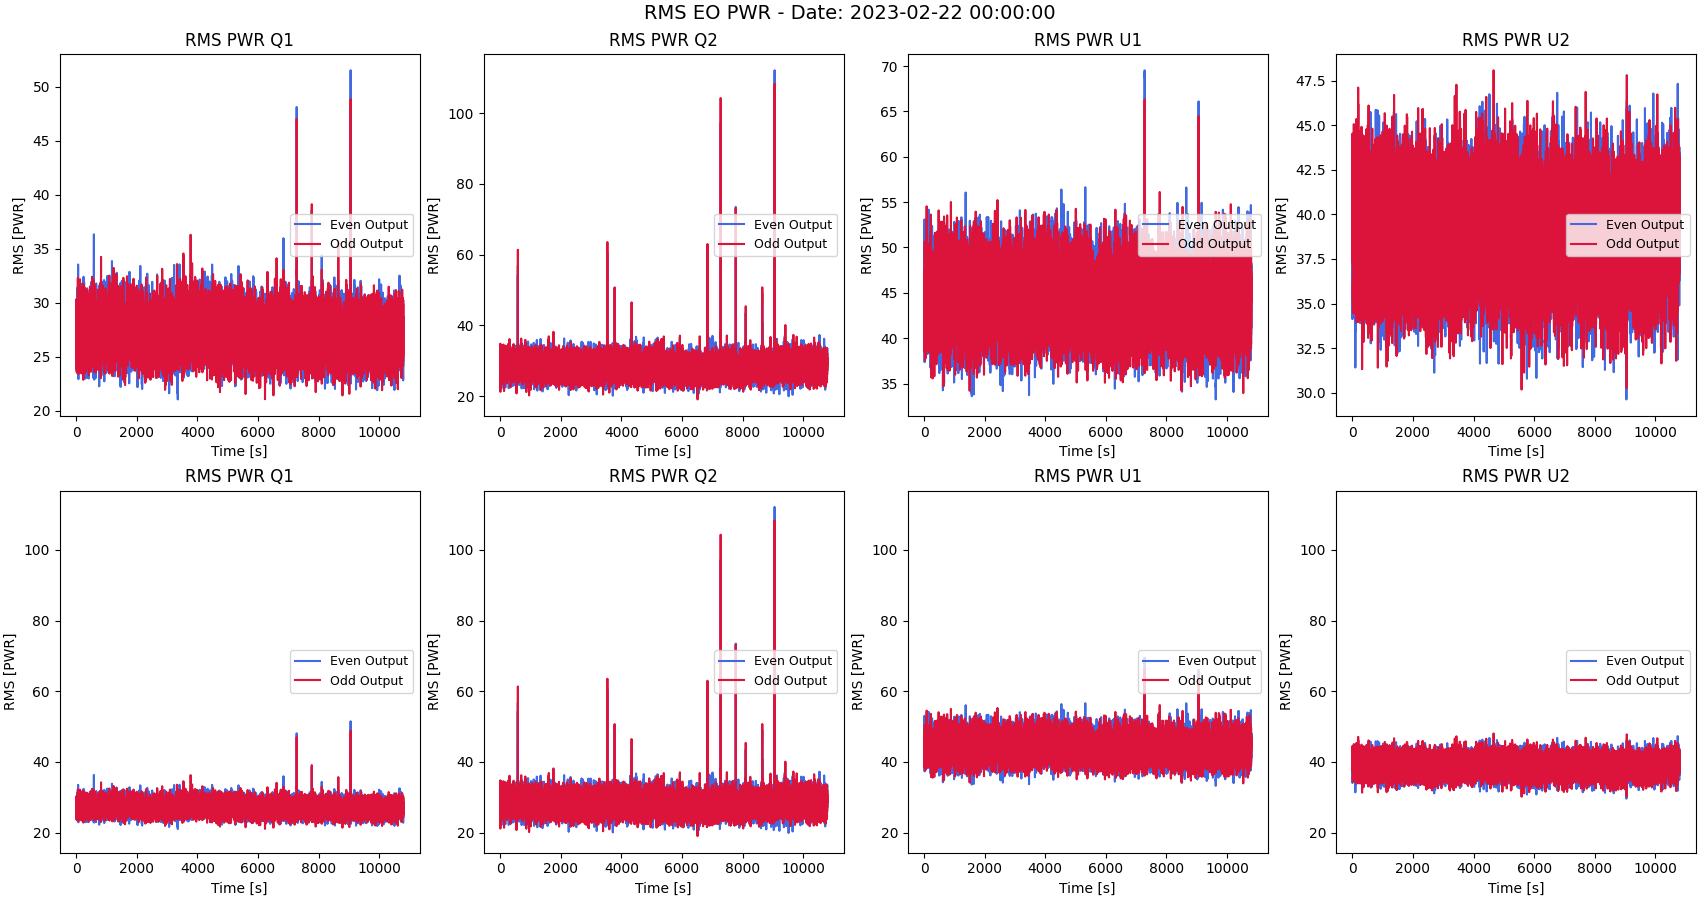 RMS EO PWR - Date: 2023-02-22 00:00:00
RMS PWR Q1
RMS PWR Q2
RMS PWR U1
RMS PWR U2
RMS [PWR]
50
45
40
35
30
25
20
Even Output
Odd Output
0 2000 4000 6000 8000 10000
Time [s]
RMS [PWR]
100
80
60
40
20
Even Output
Odd Output
0 2000 4000 6000 8000 10000
Time [s]
RMS [PWR]
70
65
60
55
50
45
40
35
Even Output
Odd Output
0 2000 4000 6000 8000 10000
Time [s]
RMS [PWR]
47.5
45.0
42.5
40.0
37.5
35.0
32.5
30.0
Even Output
Odd Output
0 2000 4000 6000 8000 10000
Time [s]
RMS PWR Q1
RMS PWR Q2
RMS PWR U1
RMS PWR U2
RMS [PWR]
100
80
60
40
20
Even Output
Odd Output
0 2000 4000 6000 8000 10000
Time [s]
RMS [PWR]
100
80
60
40
20
Even Output
Odd Output
0 2000 4000 6000 8000 10000
Time [s]
RMS [PWR]
100
80
60
40
20
Even Output
Odd Output
0 2000 4000 6000 8000 10000
Time [s]
RMS [PWR]
100
80
60
40
20
Even Output
Odd Output
0 2000 4000 6000 8000 10000
Time [s]